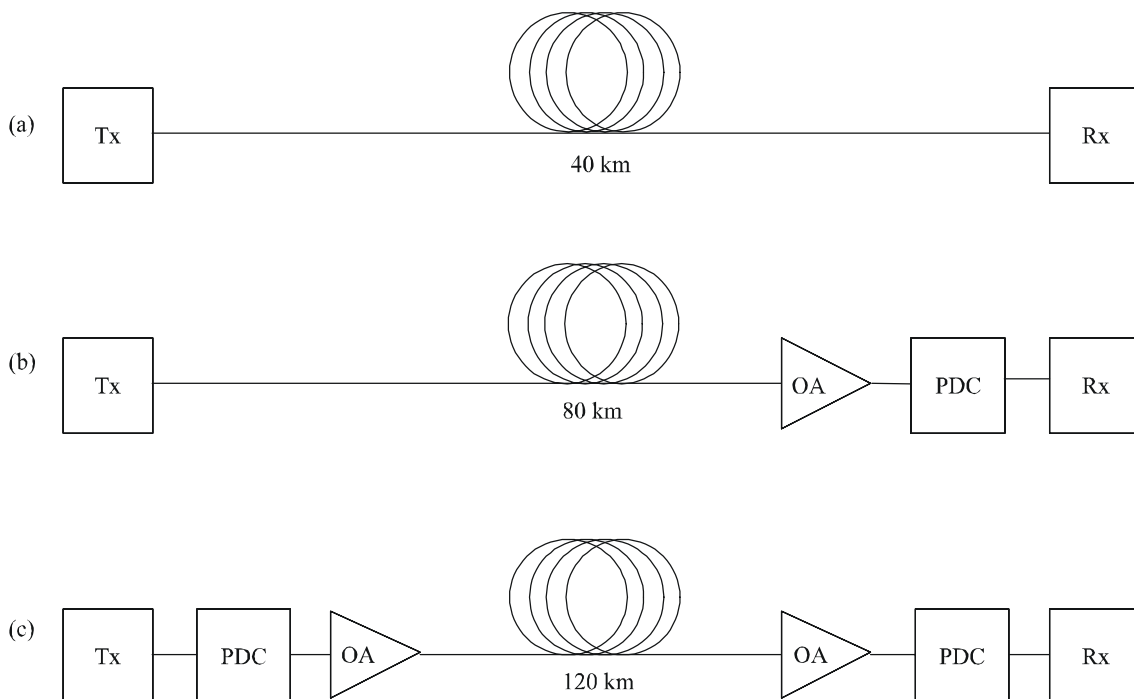 (a) Tx Rx
40 km
(b) Tx OA PDC Rx
80 km
(c) Tx PDC OA OA PDC Rx
120 km